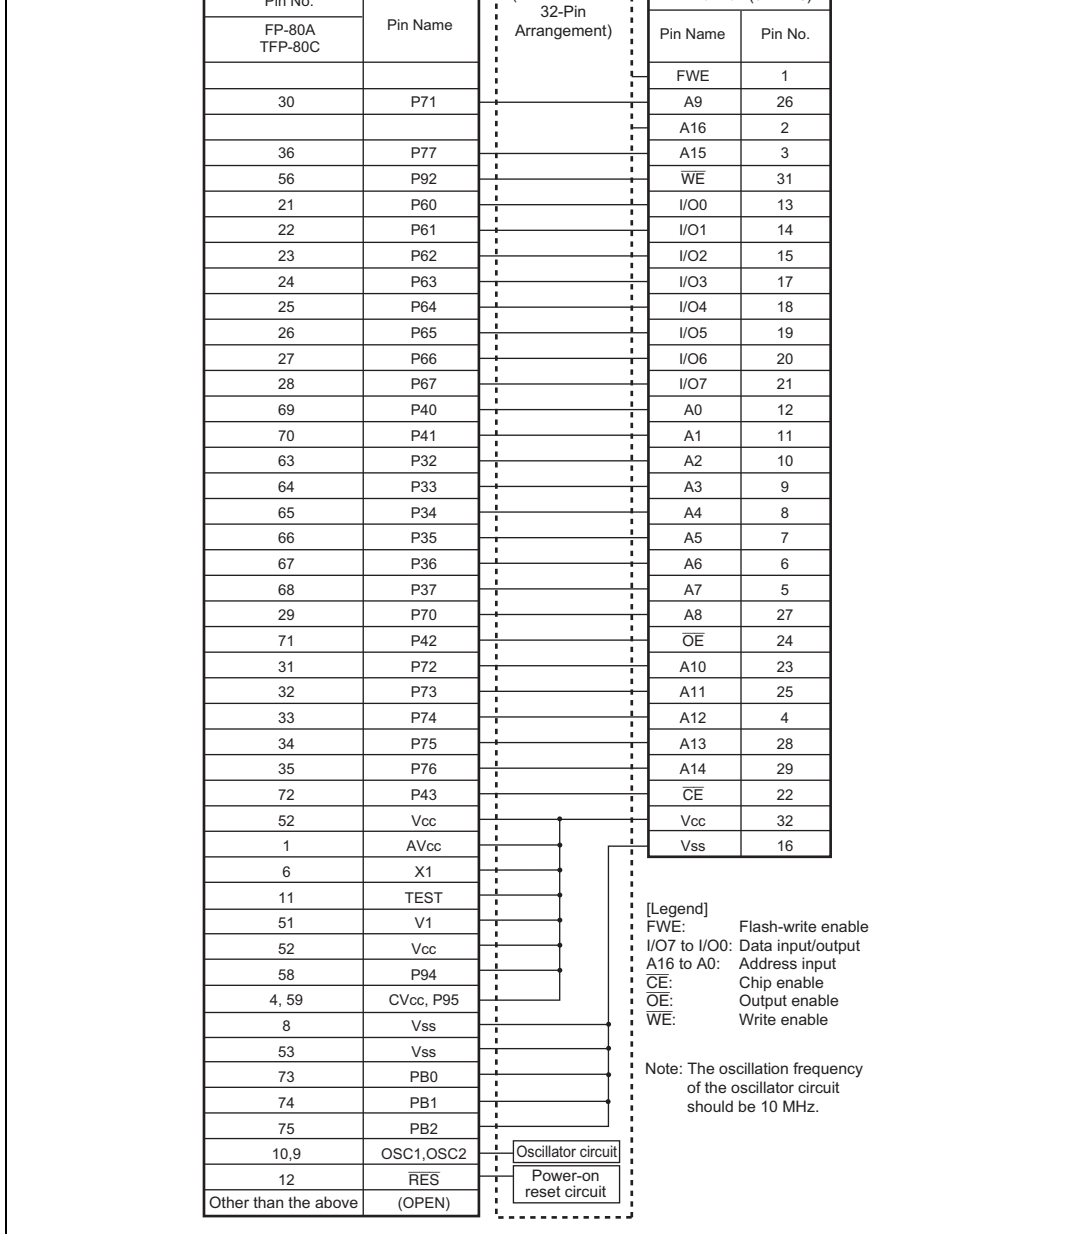 Pin No.
FP-80A
TFP-80C
Pin Name
32-Pin
Arrangement)
Pin Name Pin No.
FWE 1
30 P71 A9 26
A16 2
36 P77 A15 3
56 P92 WE 31
21 P60 I/O0 13
22 P61 I/O1 14
23 P62 I/O2 15
24 P63 I/O3 17
25 P64 I/O4 18
26 P65 I/O5 19
27 P66 I/O6 20
28 P67 I/O7 21
69 P40 A0 12
70 P41 A1 11
63 P32 A2 10
64 P33 A3 9
65 P34 A4 8
66 P35 A5 7
67 P36 A6 6
68 P37 A7 5
29 P70 A8 27
71 P42 OE 24
31 P72 A10 23
32 P73 A11 25
33 P74 A12 4
34 P75 A13 28
35 P76 A14 29
72 P43 CE 22
52 Vcc Vcc 32
1 AVcc Vss 16
6 X1
11 TEST
51 V1
52 Vcc
58 P94
4, 59 CVcc, P95
8 Vss
53 Vss
73 PB0
74 PB1
75 PB2
10,9 OSC1,OSC2 Oscillator circuit
12 RES Power-on
reset circuit
Other than the above (OPEN)
[Legend]
FWE: Flash-write enable
I/O7 to I/O0: Data input/output
A16 to A0: Address input
CE: Chip enable
OE: Output enable
WE: Write enable
Note: The oscillation frequency
of the oscillator circuit
should be 10 MHz.